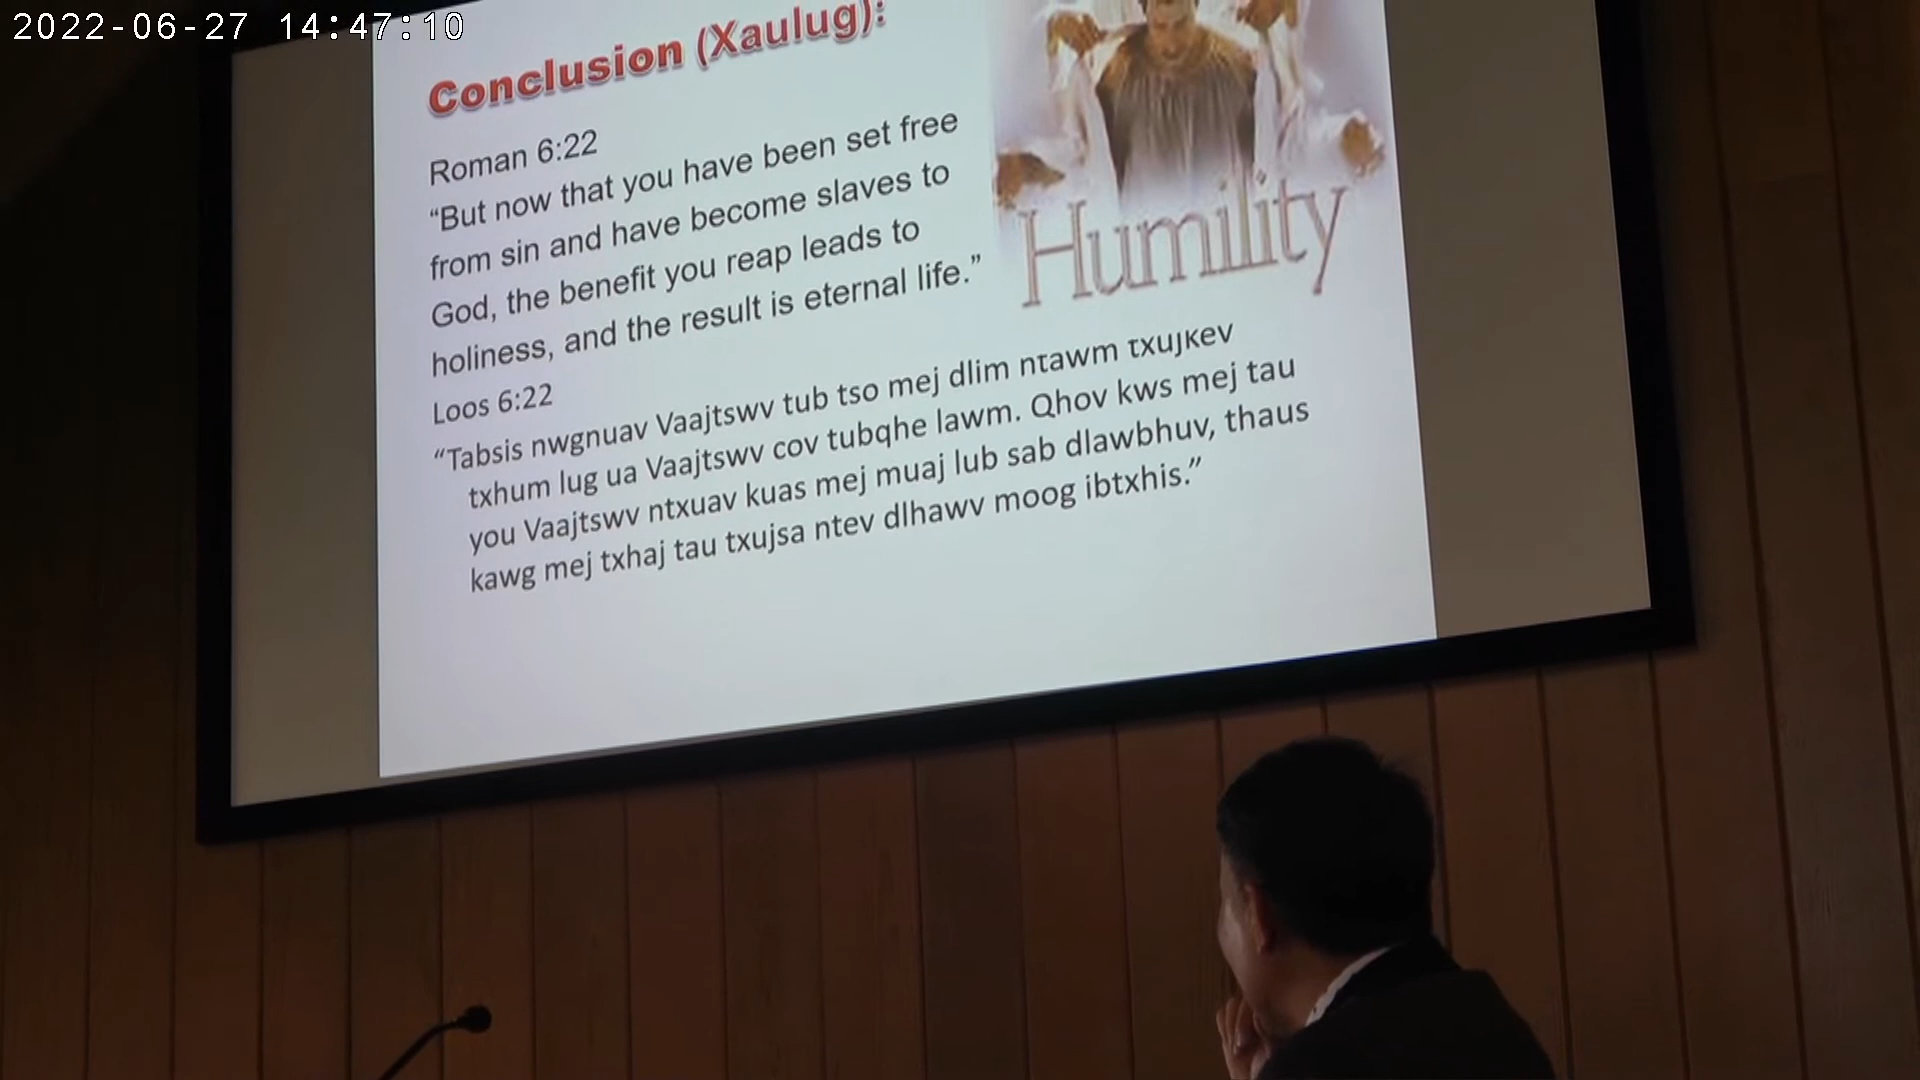 2022-06-27 14:47:10
Conclusion (Xaulug):
Roman 6:22
“But now that you have been set free
from sin and have become slaves to
God, the benefit you reap leads to
holiness, and the result is eternal life.”
Humility
Loos 6:22
“Tabsis nwgnuav Vaajtswv tub tso mej dlim ntawm txujkev
txhum lug ua Vaajtswv cov tubqhe lawm. Qhov kws mej tau
yog Vaajtswv ntxuav kuas mej muaj lub sab dlawbhuv, thaus
kawg mej txhaj tau txujsa ntev dlhawv moog ibtxhis.”